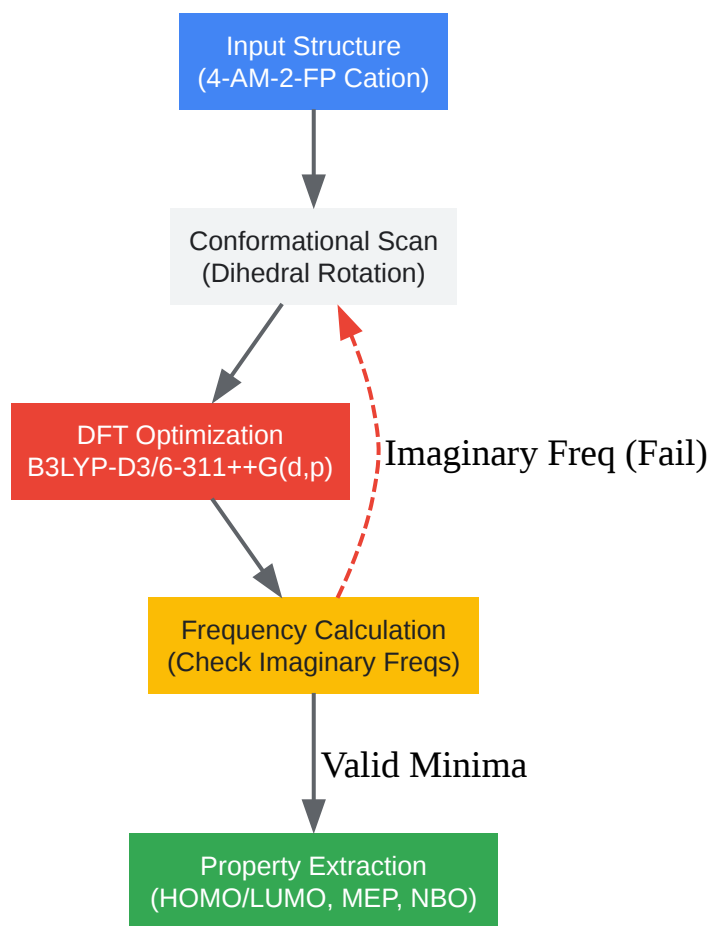 Input Structure
(4-AM-2-FP Cation)
Conformational Scan
(Dihedral Rotation)
DFT Optimization
B3LYP-D3/6-311++G(d,p)
Imaginary Freq (Fail)
Frequency Calculation
(Check Imaginary Freqs)
Valid Minima
Property Extraction
(HOMO/LUMO, MEP, NBO)